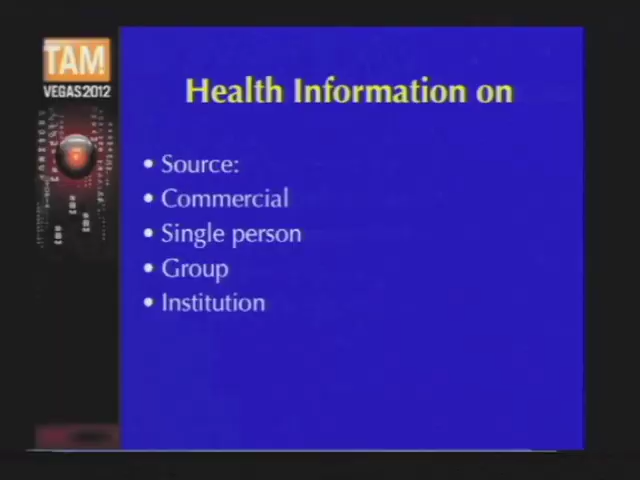 TAM!
VEGAS2012
Health Information on
• Source:
• Commercial
• Single person
• Group
• Institution